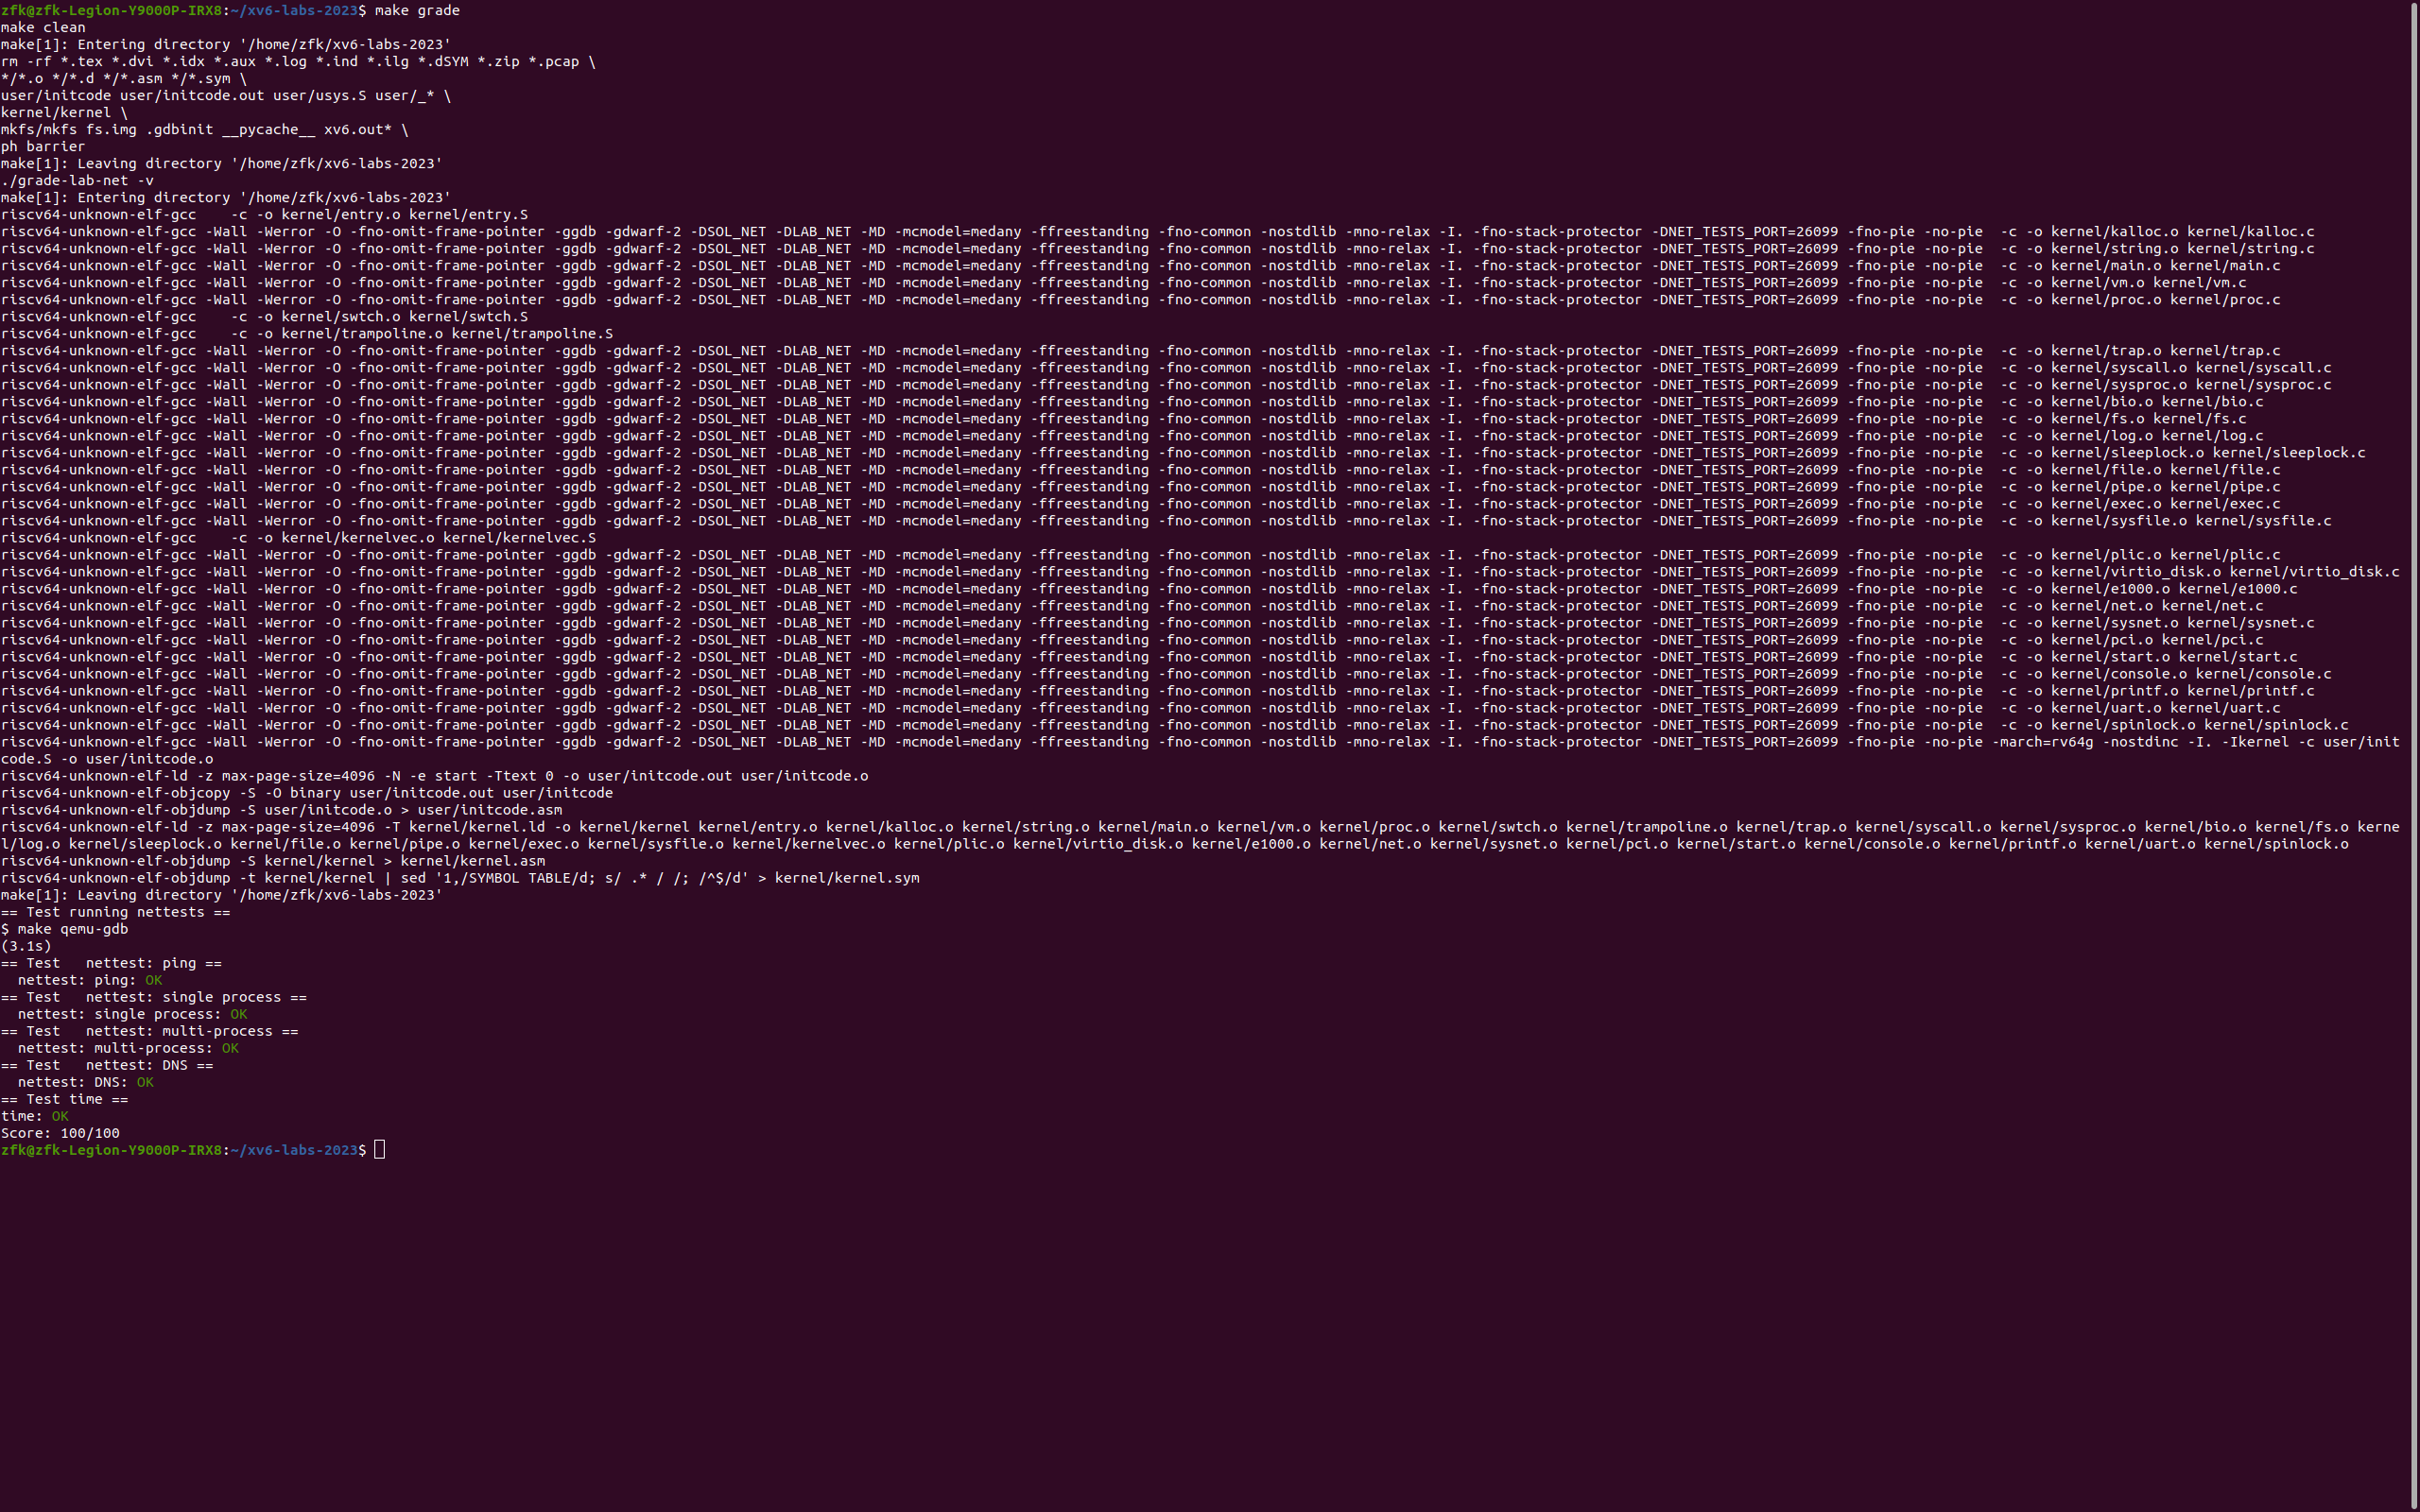 zfk@zfk-Legion-Y9000P-IRX8:~/xv6-labs-2023$ make grade
make clean
make[1]: Entering directory '/home/zfk/xv6-labs-2023'
rm -rf *.tex *.dvi *.idx *.aux *.log *.ind *.ilg *.dSYM *.zip *.pcap \
*/*.o */*.d */*.asm */*.sym \
user/initcode user/initcode.out user/usys.S user/_* \
kernel/kernel \
mkfs/mkfs fs.img .gdbinit __pycache__ xv6.out* \
ph barrier
make[1]: Leaving directory '/home/zfk/xv6-labs-2023'
./grade-lab-net -v
make[1]: Entering directory '/home/zfk/xv6-labs-2023'
riscv64-unknown-elf-gcc    -c -o kernel/entry.o kernel/entry.S
riscv64-unknown-elf-gcc -Wall -Werror -O -fno-omit-frame-pointer -ggdb -gdwarf-2 -DSOL_NET -DLAB_NET -MD -mcmodel=medany -ffreestanding -fno-common -nostdlib -mno-relax -I. -fno-stack-protector -DNET_TESTS_PORT=26099 -fno-pie -no-pie  -c -o kernel/kalloc.o kernel/kalloc.c
riscv64-unknown-elf-gcc -Wall -Werror -O -fno-omit-frame-pointer -ggdb -gdwarf-2 -DSOL_NET -DLAB_NET -MD -mcmodel=medany -ffreestanding -fno-common -nostdlib -mno-relax -I. -fno-stack-protector -DNET_TESTS_PORT=26099 -fno-pie -no-pie  -c -o kernel/string.o kernel/string.c
riscv64-unknown-elf-gcc -Wall -Werror -O -fno-omit-frame-pointer -ggdb -gdwarf-2 -DSOL_NET -DLAB_NET -MD -mcmodel=medany -ffreestanding -fno-common -nostdlib -mno-relax -I. -fno-stack-protector -DNET_TESTS_PORT=26099 -fno-pie -no-pie  -c -o kernel/main.o kernel/main.c
riscv64-unknown-elf-gcc -Wall -Werror -O -fno-omit-frame-pointer -ggdb -gdwarf-2 -DSOL_NET -DLAB_NET -MD -mcmodel=medany -ffreestanding -fno-common -nostdlib -mno-relax -I. -fno-stack-protector -DNET_TESTS_PORT=26099 -fno-pie -no-pie  -c -o kernel/vm.o kernel/vm.c
riscv64-unknown-elf-gcc -Wall -Werror -O -fno-omit-frame-pointer -ggdb -gdwarf-2 -DSOL_NET -DLAB_NET -MD -mcmodel=medany -ffreestanding -fno-common -nostdlib -mno-relax -I. -fno-stack-protector -DNET_TESTS_PORT=26099 -fno-pie -no-pie  -c -o kernel/proc.o kernel/proc.c
riscv64-unknown-elf-gcc    -c -o kernel/swtch.o kernel/swtch.S
riscv64-unknown-elf-gcc    -c -o kernel/trampoline.o kernel/trampoline.S
riscv64-unknown-elf-gcc -Wall -Werror -O -fno-omit-frame-pointer -ggdb -gdwarf-2 -DSOL_NET -DLAB_NET -MD -mcmodel=medany -ffreestanding -fno-common -nostdlib -mno-relax -I. -fno-stack-protector -DNET_TESTS_PORT=26099 -fno-pie -no-pie  -c -o kernel/trap.o kernel/trap.c
riscv64-unknown-elf-gcc -Wall -Werror -O -fno-omit-frame-pointer -ggdb -gdwarf-2 -DSOL_NET -DLAB_NET -MD -mcmodel=medany -ffreestanding -fno-common -nostdlib -mno-relax -I. -fno-stack-protector -DNET_TESTS_PORT=26099 -fno-pie -no-pie  -c -o kernel/syscall.o kernel/syscall.c
riscv64-unknown-elf-gcc -Wall -Werror -O -fno-omit-frame-pointer -ggdb -gdwarf-2 -DSOL_NET -DLAB_NET -MD -mcmodel=medany -ffreestanding -fno-common -nostdlib -mno-relax -I. -fno-stack-protector -DNET_TESTS_PORT=26099 -fno-pie -no-pie  -c -o kernel/sysproc.o kernel/sysproc.c
riscv64-unknown-elf-gcc -Wall -Werror -O -fno-omit-frame-pointer -ggdb -gdwarf-2 -DSOL_NET -DLAB_NET -MD -mcmodel=medany -ffreestanding -fno-common -nostdlib -mno-relax -I. -fno-stack-protector -DNET_TESTS_PORT=26099 -fno-pie -no-pie  -c -o kernel/bio.o kernel/bio.c
riscv64-unknown-elf-gcc -Wall -Werror -O -fno-omit-frame-pointer -ggdb -gdwarf-2 -DSOL_NET -DLAB_NET -MD -mcmodel=medany -ffreestanding -fno-common -nostdlib -mno-relax -I. -fno-stack-protector -DNET_TESTS_PORT=26099 -fno-pie -no-pie  -c -o kernel/fs.o kernel/fs.c
riscv64-unknown-elf-gcc -Wall -Werror -O -fno-omit-frame-pointer -ggdb -gdwarf-2 -DSOL_NET -DLAB_NET -MD -mcmodel=medany -ffreestanding -fno-common -nostdlib -mno-relax -I. -fno-stack-protector -DNET_TESTS_PORT=26099 -fno-pie -no-pie  -c -o kernel/log.o kernel/log.c
riscv64-unknown-elf-gcc -Wall -Werror -O -fno-omit-frame-pointer -ggdb -gdwarf-2 -DSOL_NET -DLAB_NET -MD -mcmodel=medany -ffreestanding -fno-common -nostdlib -mno-relax -I. -fno-stack-protector -DNET_TESTS_PORT=26099 -fno-pie -no-pie  -c -o kernel/sleeplock.o kernel/sleeplock.c
riscv64-unknown-elf-gcc -Wall -Werror -O -fno-omit-frame-pointer -ggdb -gdwarf-2 -DSOL_NET -DLAB_NET -MD -mcmodel=medany -ffreestanding -fno-common -nostdlib -mno-relax -I. -fno-stack-protector -DNET_TESTS_PORT=26099 -fno-pie -no-pie  -c -o kernel/file.o kernel/file.c
riscv64-unknown-elf-gcc -Wall -Werror -O -fno-omit-frame-pointer -ggdb -gdwarf-2 -DSOL_NET -DLAB_NET -MD -mcmodel=medany -ffreestanding -fno-common -nostdlib -mno-relax -I. -fno-stack-protector -DNET_TESTS_PORT=26099 -fno-pie -no-pie  -c -o kernel/pipe.o kernel/pipe.c
riscv64-unknown-elf-gcc -Wall -Werror -O -fno-omit-frame-pointer -ggdb -gdwarf-2 -DSOL_NET -DLAB_NET -MD -mcmodel=medany -ffreestanding -fno-common -nostdlib -mno-relax -I. -fno-stack-protector -DNET_TESTS_PORT=26099 -fno-pie -no-pie  -c -o kernel/exec.o kernel/exec.c
riscv64-unknown-elf-gcc -Wall -Werror -O -fno-omit-frame-pointer -ggdb -gdwarf-2 -DSOL_NET -DLAB_NET -MD -mcmodel=medany -ffreestanding -fno-common -nostdlib -mno-relax -I. -fno-stack-protector -DNET_TESTS_PORT=26099 -fno-pie -no-pie  -c -o kernel/sysfile.o kernel/sysfile.c
riscv64-unknown-elf-gcc    -c -o kernel/kernelvec.o kernel/kernelvec.S
riscv64-unknown-elf-gcc -Wall -Werror -O -fno-omit-frame-pointer -ggdb -gdwarf-2 -DSOL_NET -DLAB_NET -MD -mcmodel=medany -ffreestanding -fno-common -nostdlib -mno-relax -I. -fno-stack-protector -DNET_TESTS_PORT=26099 -fno-pie -no-pie  -c -o kernel/plic.o kernel/plic.c
riscv64-unknown-elf-gcc -Wall -Werror -O -fno-omit-frame-pointer -ggdb -gdwarf-2 -DSOL_NET -DLAB_NET -MD -mcmodel=medany -ffreestanding -fno-common -nostdlib -mno-relax -I. -fno-stack-protector -DNET_TESTS_PORT=26099 -fno-pie -no-pie  -c -o kernel/virtio_disk.o kernel/virtio_disk.c
riscv64-unknown-elf-gcc -Wall -Werror -O -fno-omit-frame-pointer -ggdb -gdwarf-2 -DSOL_NET -DLAB_NET -MD -mcmodel=medany -ffreestanding -fno-common -nostdlib -mno-relax -I. -fno-stack-protector -DNET_TESTS_PORT=26099 -fno-pie -no-pie  -c -o kernel/e1000.o kernel/e1000.c
riscv64-unknown-elf-gcc -Wall -Werror -O -fno-omit-frame-pointer -ggdb -gdwarf-2 -DSOL_NET -DLAB_NET -MD -mcmodel=medany -ffreestanding -fno-common -nostdlib -mno-relax -I. -fno-stack-protector -DNET_TESTS_PORT=26099 -fno-pie -no-pie  -c -o kernel/net.o kernel/net.c
riscv64-unknown-elf-gcc -Wall -Werror -O -fno-omit-frame-pointer -ggdb -gdwarf-2 -DSOL_NET -DLAB_NET -MD -mcmodel=medany -ffreestanding -fno-common -nostdlib -mno-relax -I. -fno-stack-protector -DNET_TESTS_PORT=26099 -fno-pie -no-pie  -c -o kernel/sysnet.o kernel/sysnet.c
riscv64-unknown-elf-gcc -Wall -Werror -O -fno-omit-frame-pointer -ggdb -gdwarf-2 -DSOL_NET -DLAB_NET -MD -mcmodel=medany -ffreestanding -fno-common -nostdlib -mno-relax -I. -fno-stack-protector -DNET_TESTS_PORT=26099 -fno-pie -no-pie  -c -o kernel/pci.o kernel/pci.c
riscv64-unknown-elf-gcc -Wall -Werror -O -fno-omit-frame-pointer -ggdb -gdwarf-2 -DSOL_NET -DLAB_NET -MD -mcmodel=medany -ffreestanding -fno-common -nostdlib -mno-relax -I. -fno-stack-protector -DNET_TESTS_PORT=26099 -fno-pie -no-pie  -c -o kernel/start.o kernel/start.c
riscv64-unknown-elf-gcc -Wall -Werror -O -fno-omit-frame-pointer -ggdb -gdwarf-2 -DSOL_NET -DLAB_NET -MD -mcmodel=medany -ffreestanding -fno-common -nostdlib -mno-relax -I. -fno-stack-protector -DNET_TESTS_PORT=26099 -fno-pie -no-pie  -c -o kernel/console.o kernel/console.c
riscv64-unknown-elf-gcc -Wall -Werror -O -fno-omit-frame-pointer -ggdb -gdwarf-2 -DSOL_NET -DLAB_NET -MD -mcmodel=medany -ffreestanding -fno-common -nostdlib -mno-relax -I. -fno-stack-protector -DNET_TESTS_PORT=26099 -fno-pie -no-pie  -c -o kernel/printf.o kernel/printf.c
riscv64-unknown-elf-gcc -Wall -Werror -O -fno-omit-frame-pointer -ggdb -gdwarf-2 -DSOL_NET -DLAB_NET -MD -mcmodel=medany -ffreestanding -fno-common -nostdlib -mno-relax -I. -fno-stack-protector -DNET_TESTS_PORT=26099 -fno-pie -no-pie  -c -o kernel/uart.o kernel/uart.c
riscv64-unknown-elf-gcc -Wall -Werror -O -fno-omit-frame-pointer -ggdb -gdwarf-2 -DSOL_NET -DLAB_NET -MD -mcmodel=medany -ffreestanding -fno-common -nostdlib -mno-relax -I. -fno-stack-protector -DNET_TESTS_PORT=26099 -fno-pie -no-pie  -c -o kernel/spinlock.o kernel/spinlock.c
riscv64-unknown-elf-gcc -Wall -Werror -O -fno-omit-frame-pointer -ggdb -gdwarf-2 -DSOL_NET -DLAB_NET -MD -mcmodel=medany -ffreestanding -fno-common -nostdlib -mno-relax -I. -fno-stack-protector -DNET_TESTS_PORT=26099 -fno-pie -no-pie -march=rv64g -nostdinc -I. -Ikernel -c user/init
code.S -o user/initcode.o
riscv64-unknown-elf-ld -z max-page-size=4096 -N -e start -Ttext 0 -o user/initcode.out user/initcode.o
riscv64-unknown-elf-objcopy -S -O binary user/initcode.out user/initcode
riscv64-unknown-elf-objdump -S user/initcode.o > user/initcode.asm
riscv64-unknown-elf-ld -z max-page-size=4096 -T kernel/kernel.ld -o kernel/kernel kernel/entry.o kernel/kalloc.o kernel/string.o kernel/main.o kernel/vm.o kernel/proc.o kernel/swtch.o kernel/trampoline.o kernel/trap.o kernel/syscall.o kernel/sysproc.o kernel/bio.o kernel/fs.o kerne
l/log.o kernel/sleeplock.o kernel/file.o kernel/pipe.o kernel/exec.o kernel/sysfile.o kernel/kernelvec.o kernel/plic.o kernel/virtio_disk.o kernel/e1000.o kernel/net.o kernel/sysnet.o kernel/pci.o kernel/start.o kernel/console.o kernel/printf.o kernel/uart.o kernel/spinlock.o
riscv64-unknown-elf-objdump -S kernel/kernel > kernel/kernel.asm
riscv64-unknown-elf-objdump -t kernel/kernel | sed '1,/SYMBOL TABLE/d; s/ .* / /; /^$/d' > kernel/kernel.sym
make[1]: Leaving directory '/home/zfk/xv6-labs-2023'
== Test running nettests ==
$ make qemu-gdb
(3.1s)
== Test   nettest: ping ==
  nettest: ping: OK
== Test   nettest: single process ==
  nettest: single process: OK
== Test   nettest: multi-process ==
  nettest: multi-process: OK
== Test   nettest: DNS ==
  nettest: DNS: OK
== Test time ==
time: OK
Score: 100/100
zfk@zfk-Legion-Y9000P-IRX8:~/xv6-labs-2023$